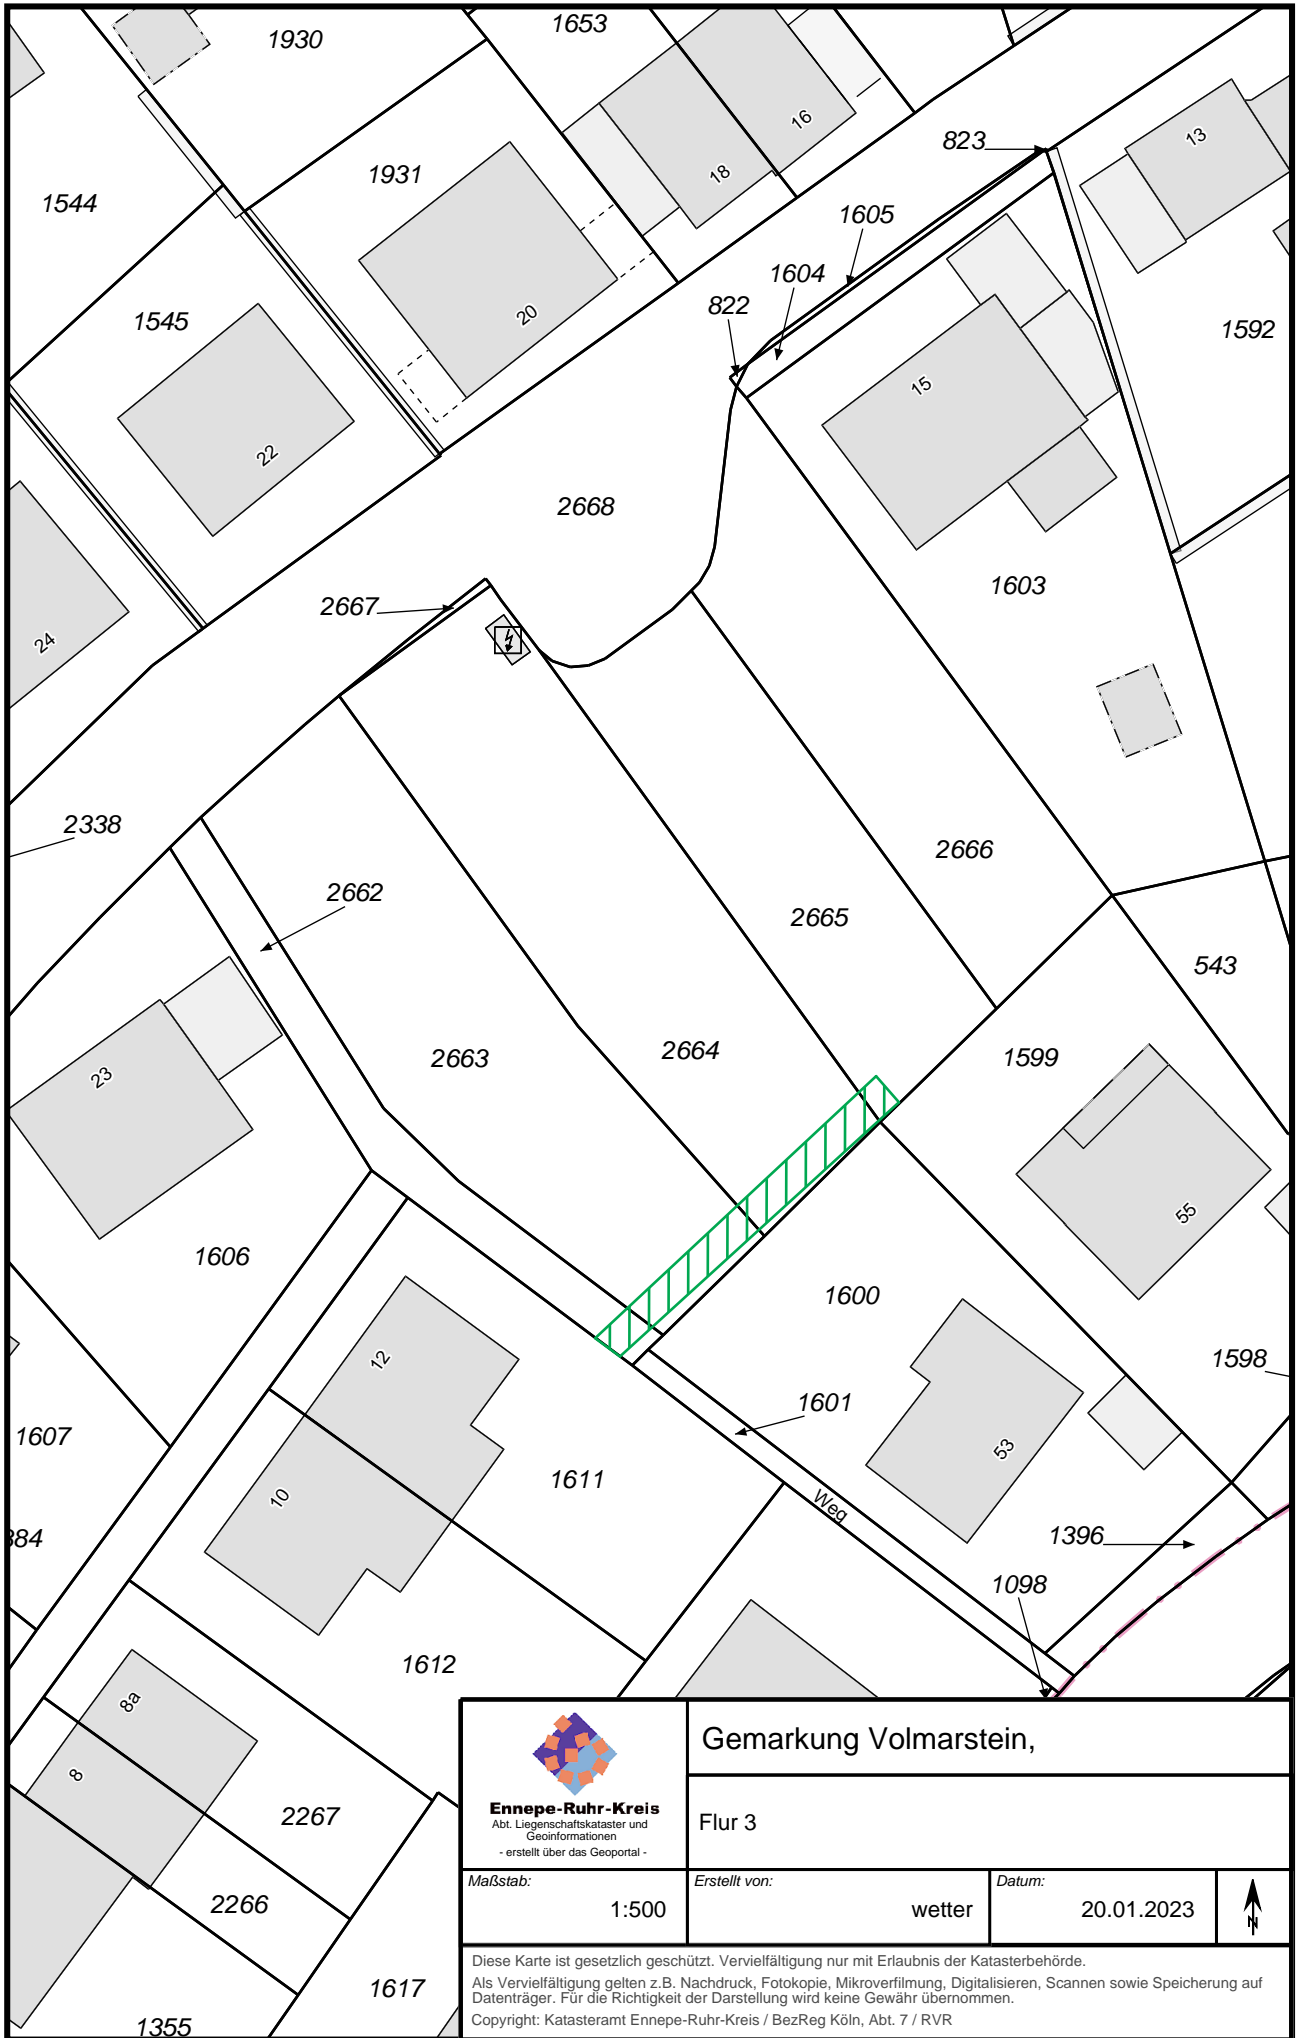 1930
1653
16
823
13
1931
18
1544
1605
1604
1545
20
822
1592
15
22
2668
1603
2667
24
2338
2666
2662
2665
543
2663
2664
1599
23
55
1606
1600
12
1598
1601
1607
53
1611
10
Weg
1396
884
1098
1612
8a
8
2267
2266
1617
1355
Ennepe-Ruhr-Kreis
Abt. Liegenschaftskataster und
Geoinformationen
- erstellt über das Geoportal -
Gemarkung Volmarstein,
Flur 3
Maßstab:
1:500
Erstellt von:
wetter
Datum:
20.01.2023
N
Diese Karte ist gesetzlich geschützt. Vervielfältigung nur mit Erlaubnis der Katasterbehörde.
Als Vervielfältigung gelten z.B. Nachdruck, Fotokopie, Mikroverfilmung, Digitalisieren, Scannen sowie Speicherung auf
Datenträger. Für die Richtigkeit der Darstellung wird keine Gewähr übernommen.
Copyright: Katasteramt Ennepe-Ruhr-Kreis / BezReg Köln, Abt. 7 / RVR